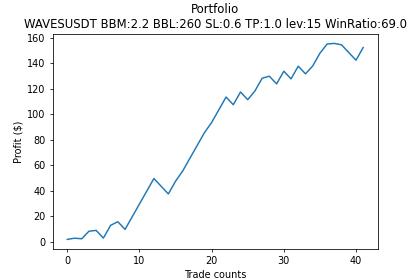 Portfolio
WAVESUSDT BBM:2.2 BBL:260 SL:0.6 TP:1.0 lev:15 WinRatio:69.0
160
140
120
100
80
60
40
20
0
Profit ($)
0 10 20 30 40
Trade counts